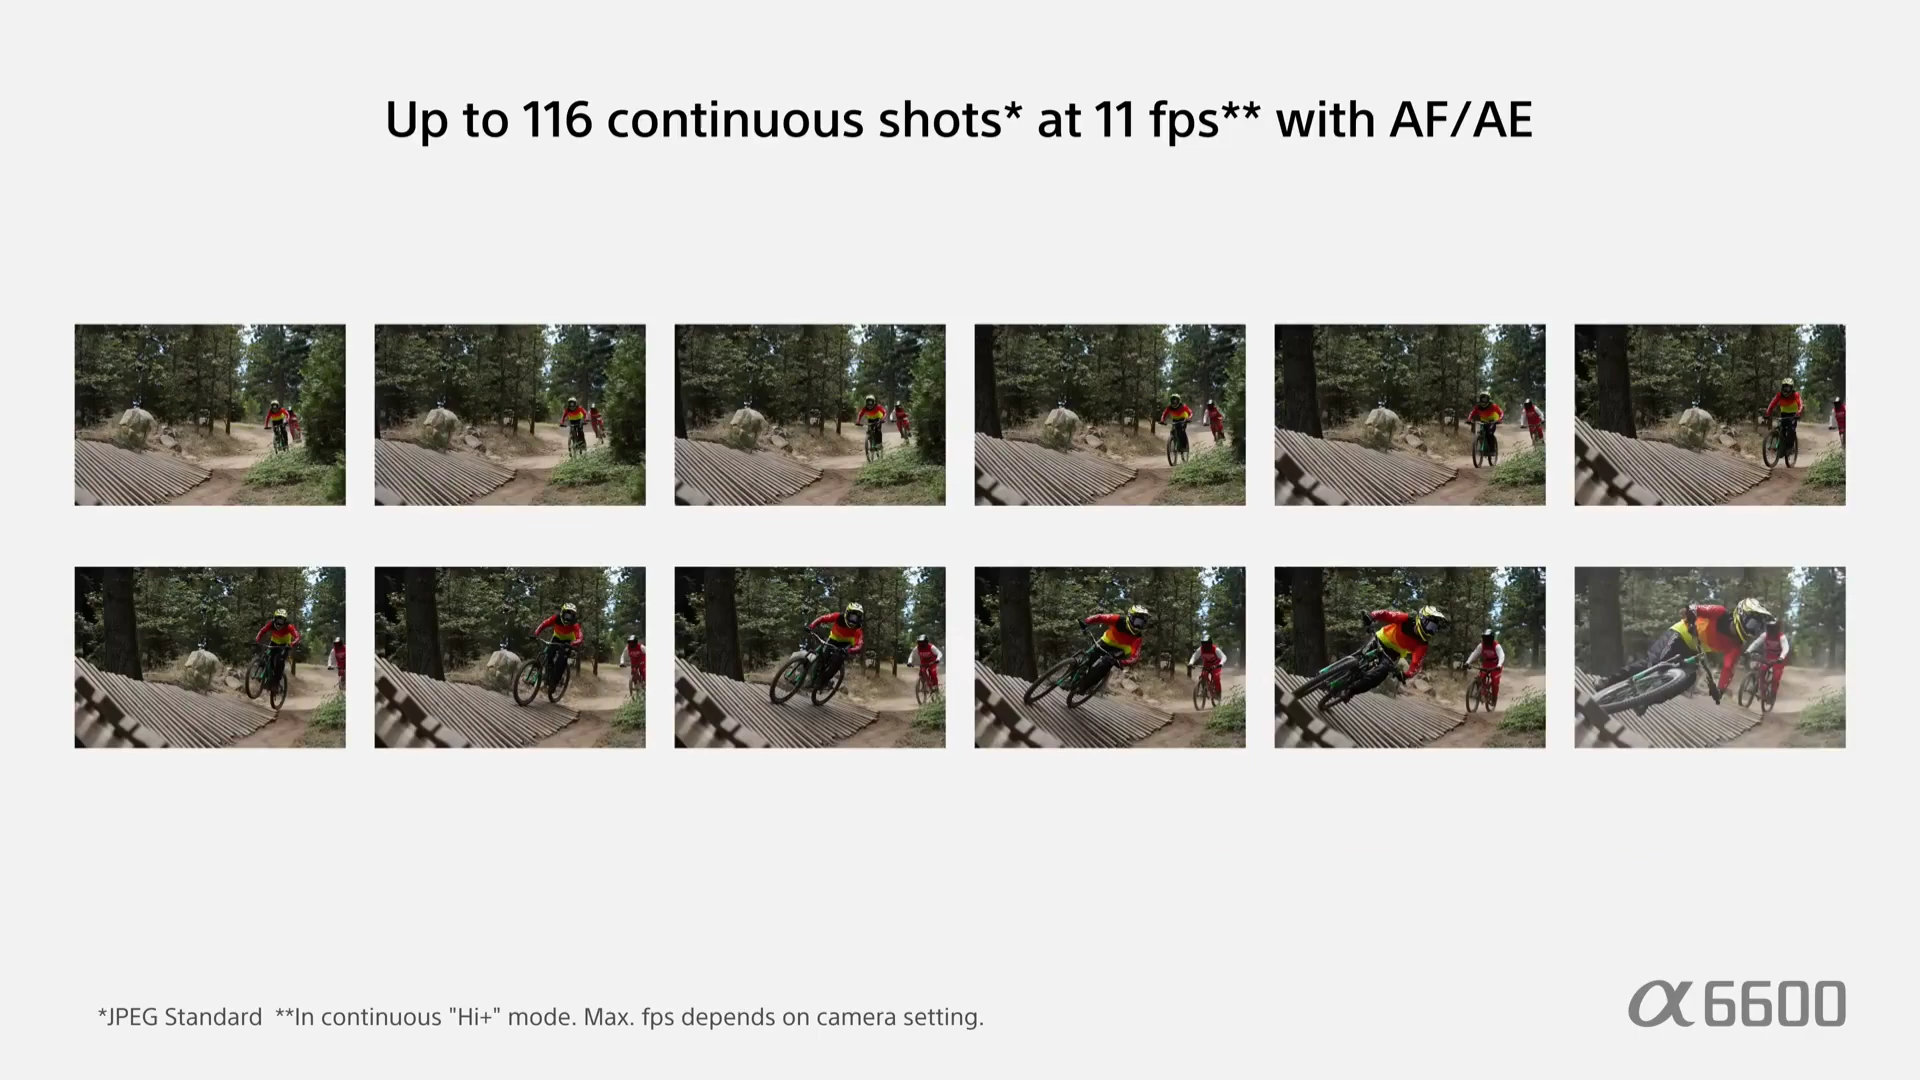 Up to 116 continuous shots* at 11 fps** with AF/AE
*JPEG Standard  **In continuous "Hi+" mode. Max. fps depends on camera setting.
α6600